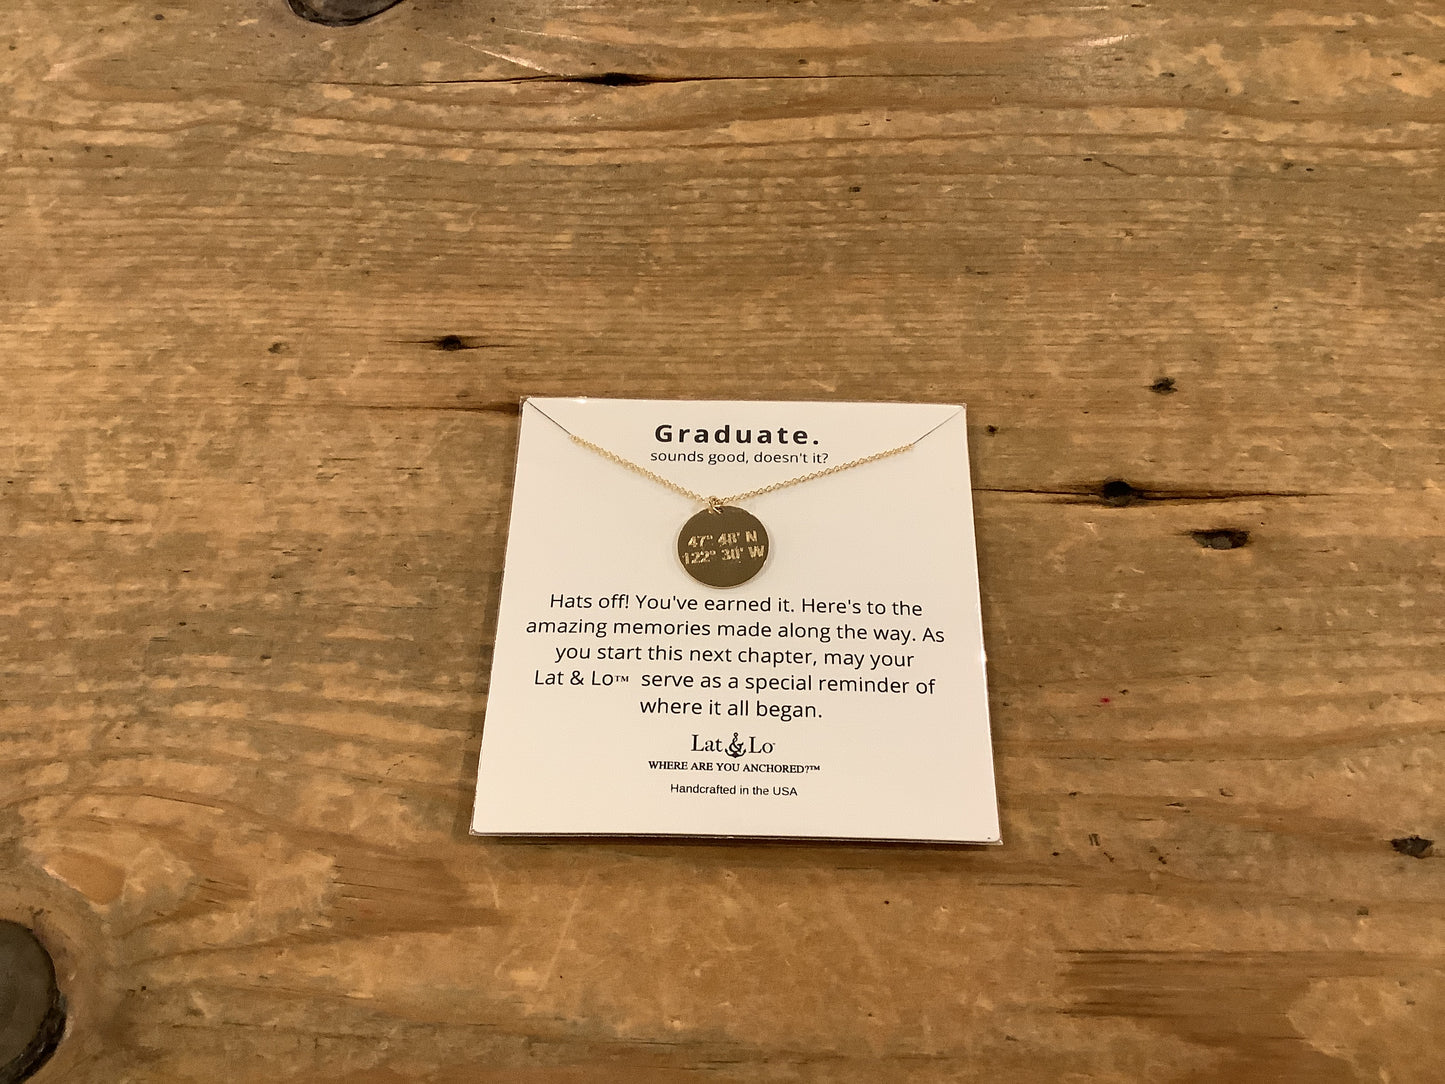 Graduate.
sounds good, doesn't it?
47° 48' N
122° 30' W
Hats off! You've earned it. Here's to the
amazing memories made along the way. As
you start this next chapter, may your
Lat & Lo™ serve as a special reminder of
where it all began.
Lat & Lo
WHERE ARE YOU ANCHORED?™
Handcrafted in the USA